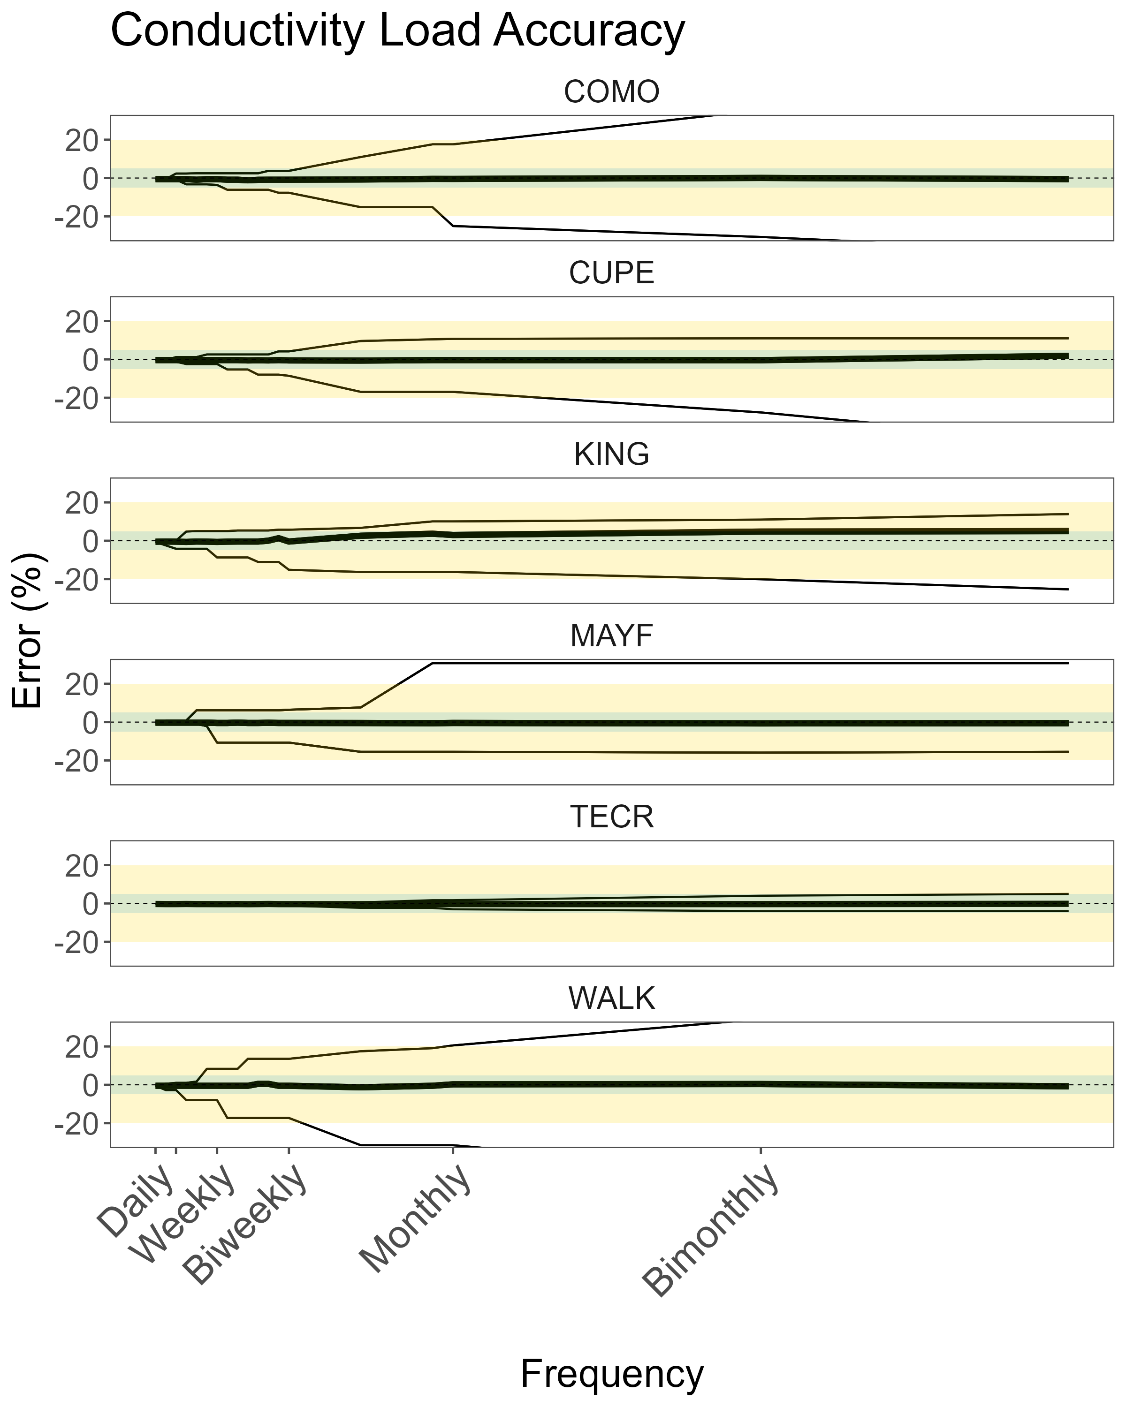 Conductivity Load Accuracy
COMO
20
0
-20
CUPE
20
0
-20
KING
20
0
-20
MAYF
20
0
-20
TECR
20
0
-20
WALK
20
0
-20
Error (%)
Daily
Weekly
Biweekly
Monthly
Bimonthly
Frequency